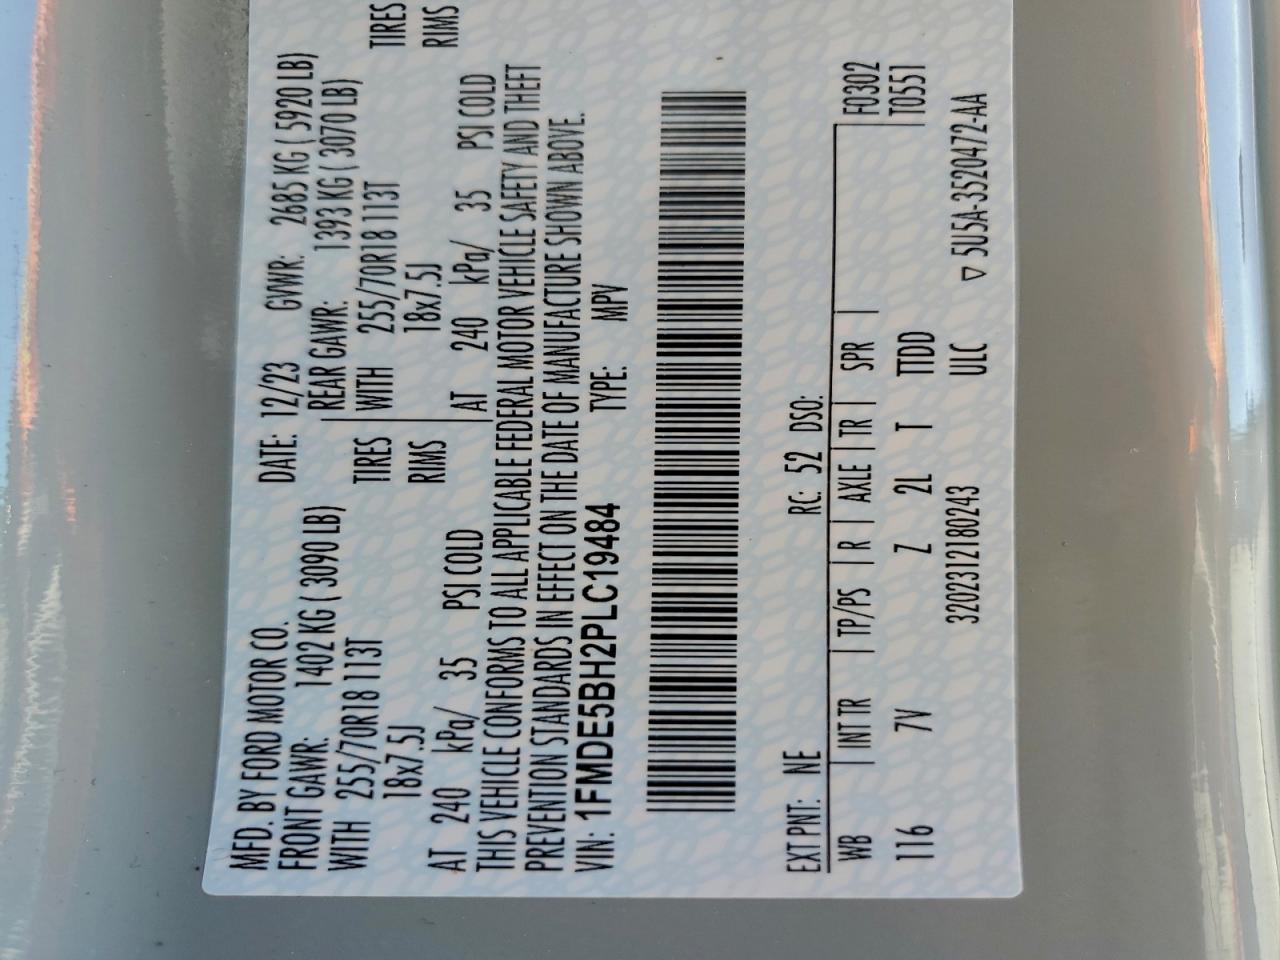 MFD. BY FORD MOTOR CO.
DATE: 12/23 GVWR: 2685 KG ( 5920 LB)
FRONT GAWR: 1402 KG ( 3090 LB)
REAR GAWR: 1393 KG ( 3070 LB)
WITH 255/70R18 113T TIRES
WITH 255/70R18 113T TIRES
18x7.5J RIMS
18x7.5J RIMS
AT 240 kPa/ 35 PSI COLD
AT 240 kPa/ 35 PSI COLD
THIS VEHICLE CONFORMS TO ALL APPLICABLE FEDERAL MOTOR VEHICLE SAFETY AND THEFT
PREVENTION STANDARDS IN EFFECT ON THE DATE OF MANUFACTURE SHOWN ABOVE.
VIN: 1FMDE5BH2PLC19484 TYPE: MPV
EXT PNT: NE RC: 52 DSO:
WB | INT TR | TP/PS | R | AXLE | TR | SPR | F0302
116 7V Z 2L T TTDD T0551
3202312180243 ULC ▽ 5U5A-3520472-AA